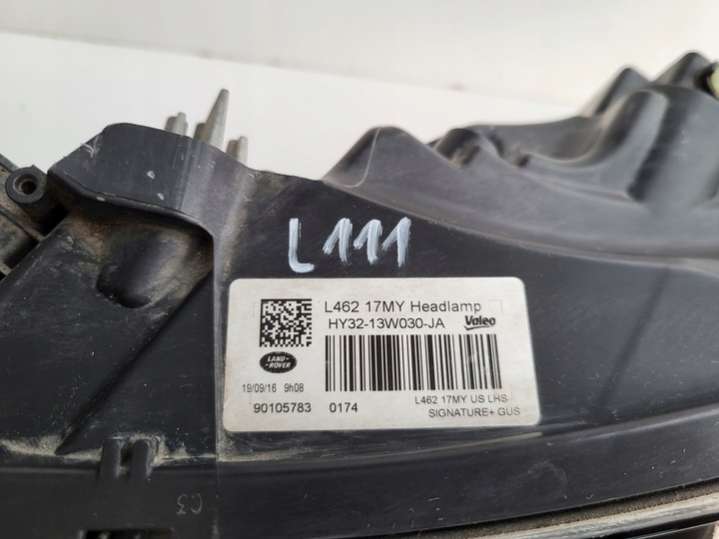 L111
L462 17MY Headlamp
HY32-13W030-JA Valeo
LAND-
ROVER
19/09/16 9h08
90105783 0174
L462 17MY US LHS
SIGNATURE+ GUS
C3